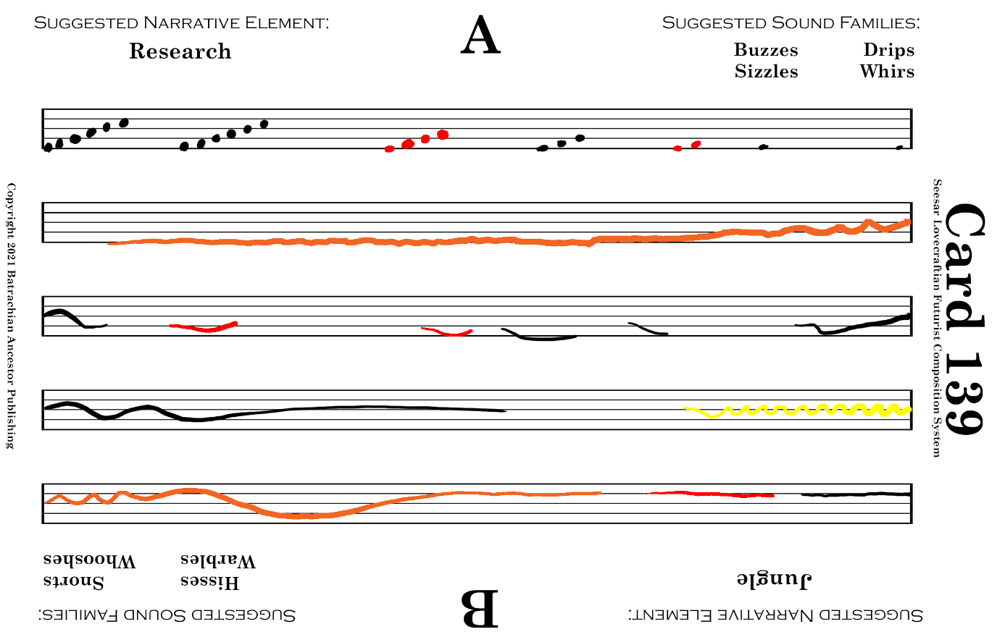 Suggested Narrative Element:
Research
A
Suggested Sound Families:
Buzzes Drips
Sizzles Whirs
Copyright 2021 Batrachian Ancestor Publishing
Card 139
Seesar Lovecraftian Futurist Composition System
B
Suggested Narrative Element:
Jungle
Suggested Sound Families:
Hisses Snorts
Warbles Whooshes